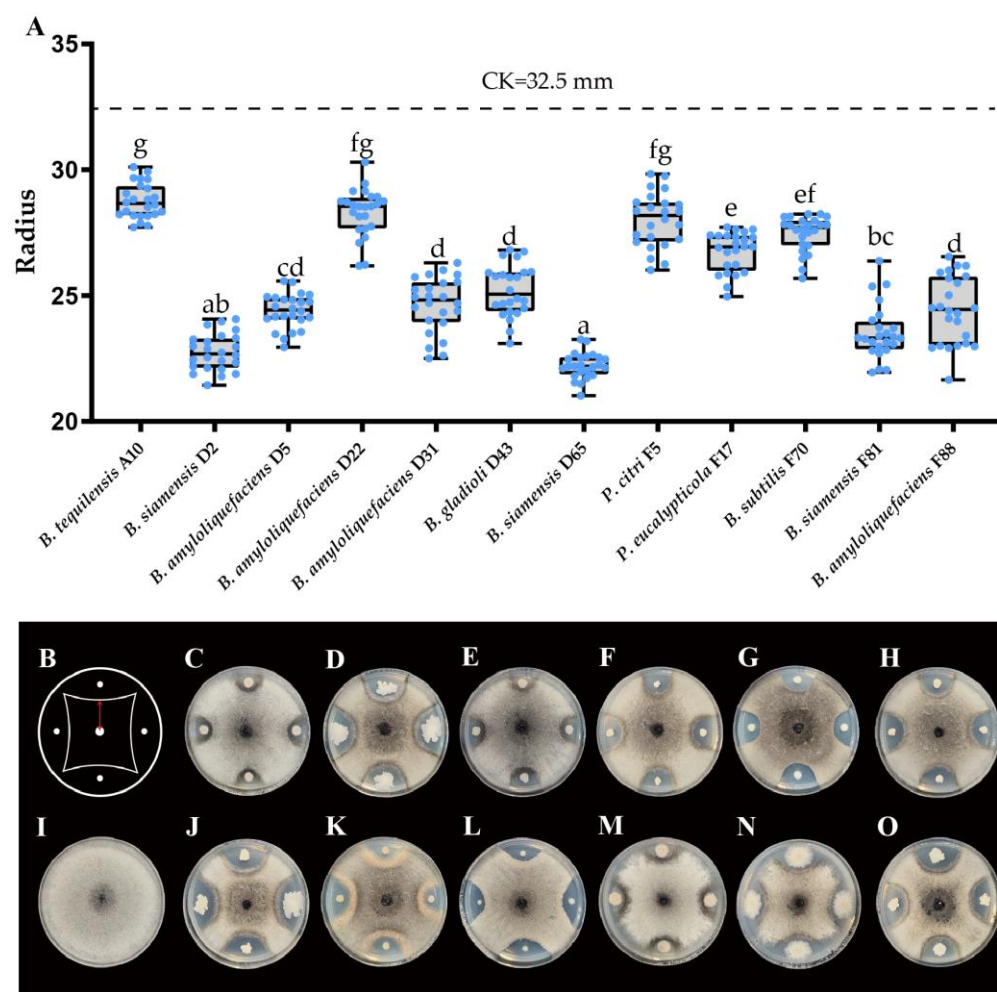 A
35
CK=32.5 mm
30
25
20
Radius
g
ab
cd
fg
d
d
a
fg
e
ef
bc
d
B. tequilensis A10
B. siamensis D2
B. amyloliquefaciens D5
B. amyloliquefaciens D22
B. amyloliquefaciens D31
B. gladioli D43
B. siamensis D65
P. citri F5
P. eucalypticola F17
B. subtilis F70
B. siamensis F81
B. amyloliquefaciens F88
B C D E F G H
I J K L M N O